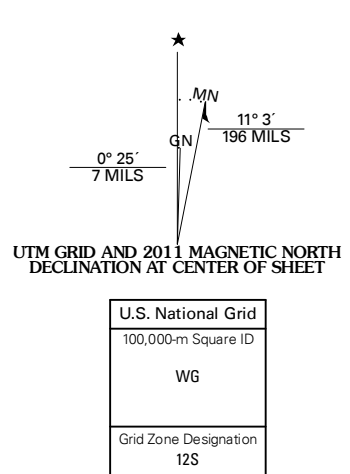 ★
MN
11° 3´
196 MILS
GN
0° 25´
7 MILS
UTM GRID AND 2011 MAGNETIC NORTH
DECLINATION AT CENTER OF SHEET
U.S. National Grid
100,000-m Square ID
WG
Grid Zone Designation
12S